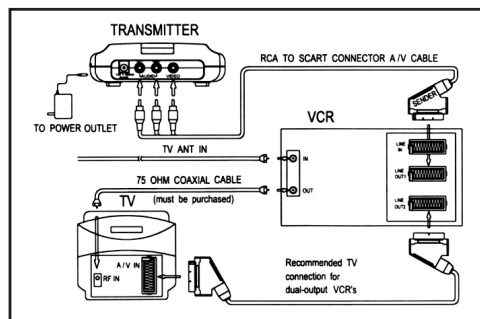 TRANSMITTER
RCA TO SCART CONNECTOR A/V CABLE
AUDIO
VIDEO
SENDER
TO POWER OUTLET
VCR
TV ANT IN
IN
LINE IN
75 OHM COAXIAL CABLE
(must be purchased)
OUT
LINE OUT1
TV
LINE OUT2
A/V IN
RF IN
Recommended TV
connection for
dual-output VCR's